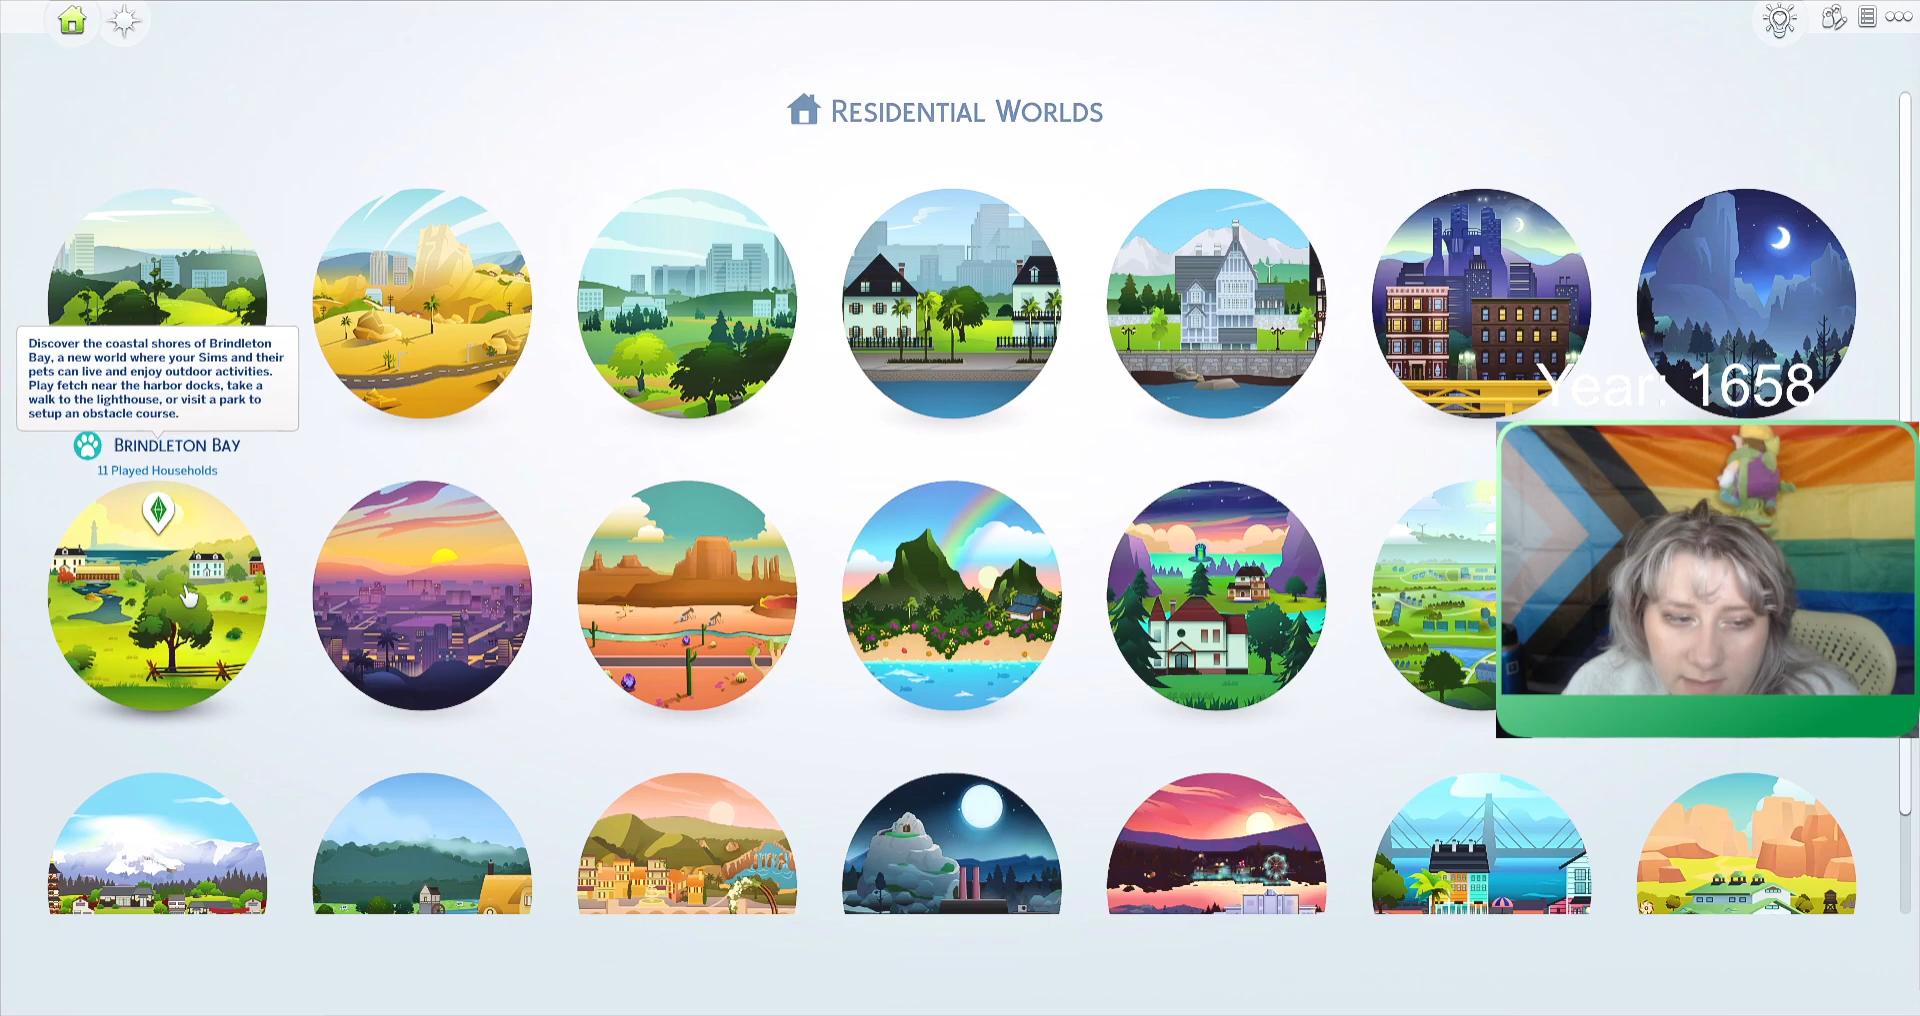 RESIDENTIAL WORLDS
Discover the coastal shores of Brindleton
Bay, a new world where your Sims and their
pets can live and enjoy outdoor activities.
Play fetch near the harbor docks, take a
walk to the lighthouse, or visit a park to
setup an obstacle course.
Year: 1658
BRINDLETON BAY
11 Played Households